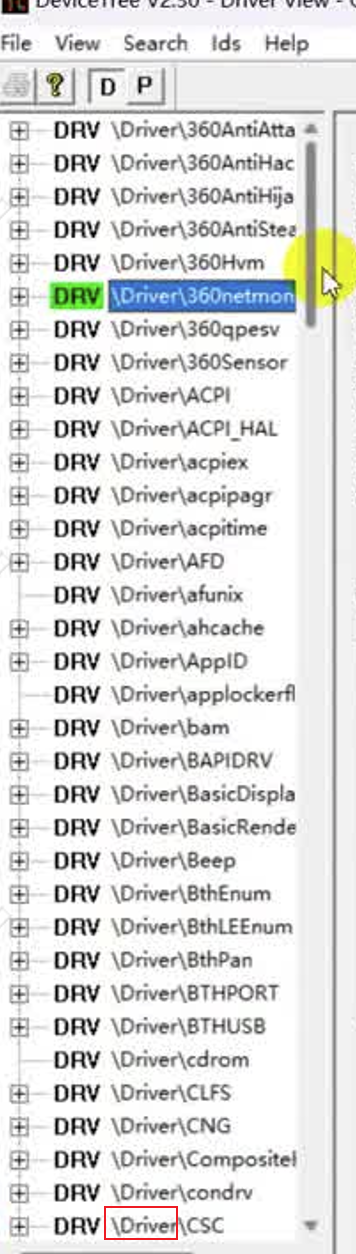 DeviceTree V2.30 - Driver View -
File View Search Ids Help
D P
DRV \Driver\360AntiAtta
DRV \Driver\360AntiHac
DRV \Driver\360AntiHija
DRV \Driver\360AntiStea
DRV \Driver\360Hvm
DRV \Driver\360netmon
DRV \Driver\360qpesv
DRV \Driver\360Sensor
DRV \Driver\ACPI
DRV \Driver\ACPI_HAL
DRV \Driver\acpiex
DRV \Driver\acpipagr
DRV \Driver\acpitime
DRV \Driver\AFD
DRV \Driver\afunix
DRV \Driver\ahcache
DRV \Driver\AppID
DRV \Driver\applockerfl
DRV \Driver\bam
DRV \Driver\BAPIDRV
DRV \Driver\BasicDispla
DRV \Driver\BasicRende
DRV \Driver\Beep
DRV \Driver\BthEnum
DRV \Driver\BthLEEnum
DRV \Driver\BthPan
DRV \Driver\BTHPORT
DRV \Driver\BTHUSB
DRV \Driver\cdrom
DRV \Driver\CLFS
DRV \Driver\CNG
DRV \Driver\Compositel
DRV \Driver\condrv
DRV \Driver\CSC